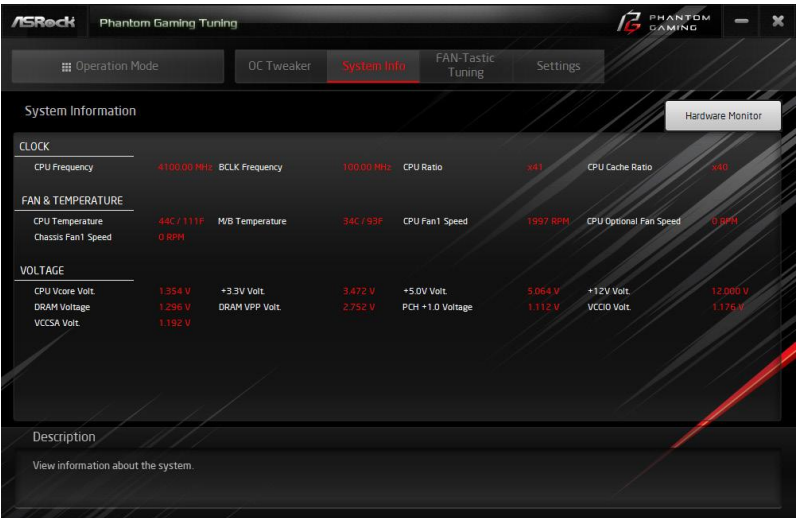 ASRock Phantom Gaming Tuning PHANTOM GAMING
Operation Mode OC Tweaker System Info FAN-Tastic Tuning Settings
System Information
Hardware Monitor
CLOCK
CPU Frequency 4100.00 MHz BCLK Frequency 100.00 MHz CPU Ratio x41 CPU Cache Ratio x40
FAN & TEMPERATURE
CPU Temperature 44C / 111F M/B Temperature 34C / 93F CPU Fan1 Speed 1997 RPM CPU Optional Fan Speed 0 RPM
Chassis Fan1 Speed 0 RPM
VOLTAGE
CPU Vcore Volt. 1.354 V +3.3V Volt. 3.472 V +5.0V Volt. 5.064 V +12V Volt. 12.000 V
DRAM Voltage 1.296 V DRAM VPP Volt. 2.752 V PCH +1.0 Voltage 1.112 V VCCIO Volt. 1.176 V
VCCSA Volt. 1.192 V
Description
View information about the system.